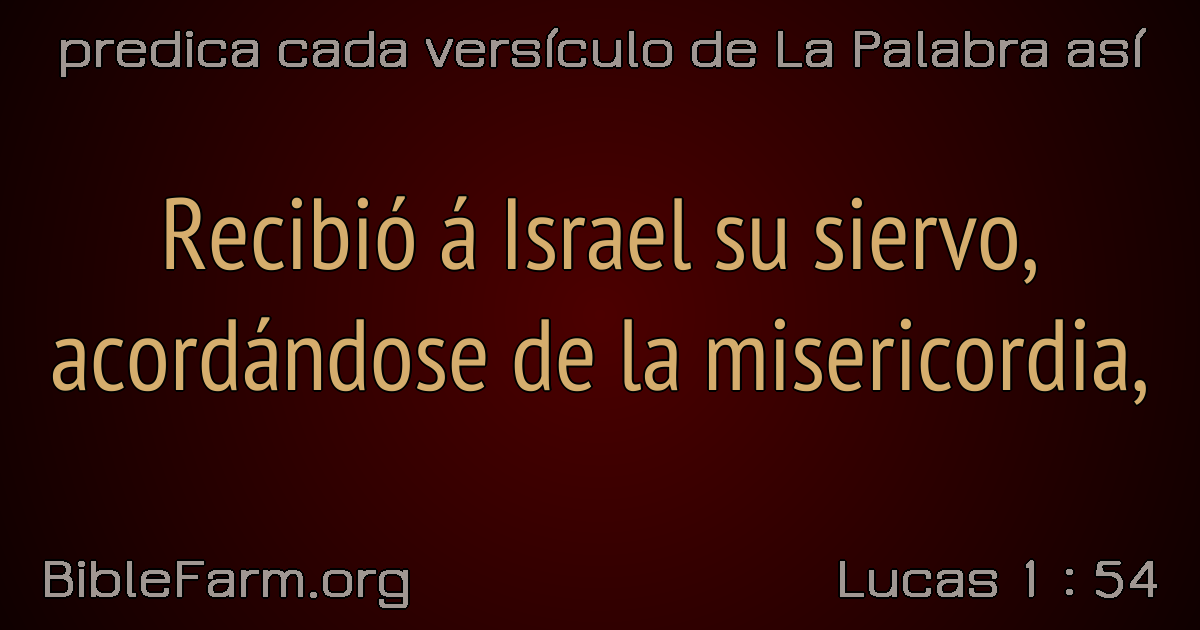 predica cada versículo de La Palabra así
Recibió á Israel su siervo,
acordándose de la misericordia,
BibleFarm.org
Lucas 1 : 54